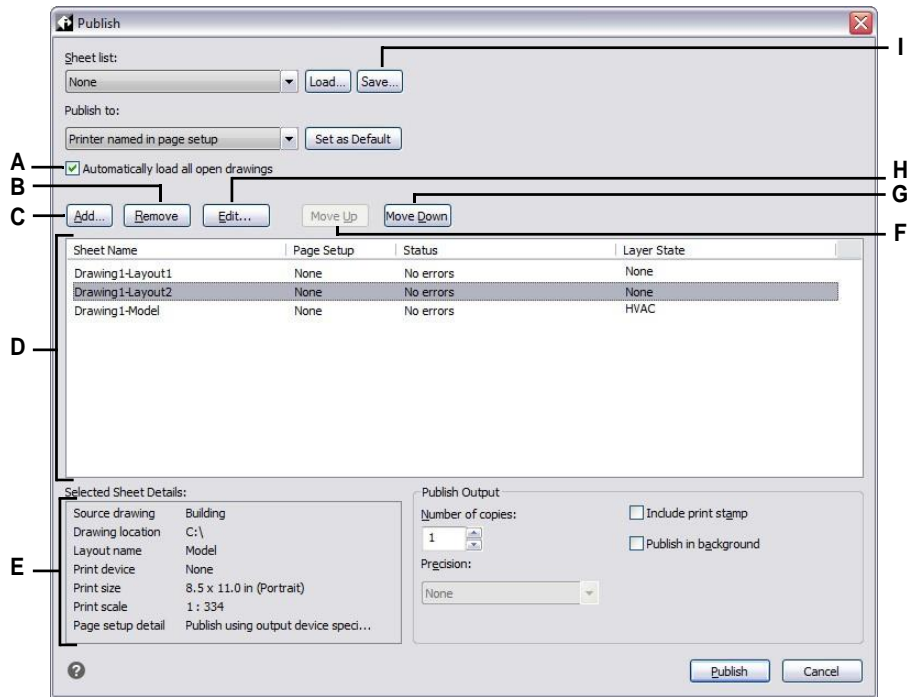 Publish
I
Sheet list:
None Load... Save...
Publish to:
Printer named in page setup Set as Default
A Automatically load all open drawings
B H
G
C Add... Remove Edit... Move Up Move Down
F
Sheet Name Page Setup Status Layer State
Drawing1-Layout1 None No errors None
Drawing1-Layout2 None No errors None
Drawing1-Model None No errors HVAC
D
Selected Sheet Details: Publish Output
Source drawing Building Number of copies: Include print stamp
Drawing location C:\
Layout name Model 1 Publish in background
E Print device None Precision:
Print size 8.5 x 11.0 in (Portrait) None
Print scale 1 : 334
Page setup detail Publish using output device speci...
? Publish Cancel